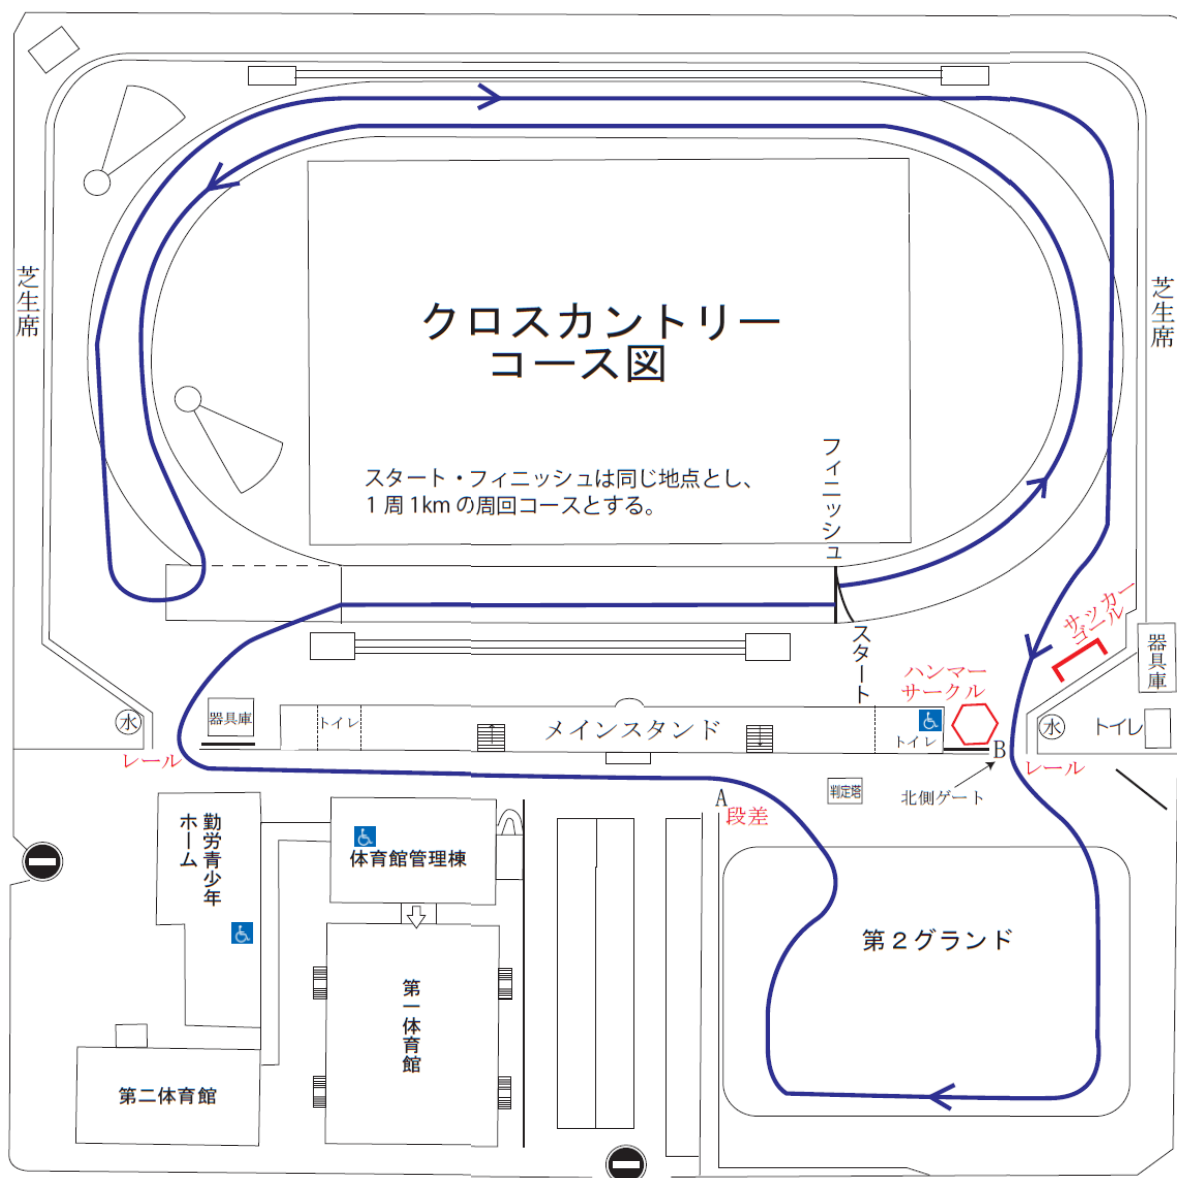 芝生席
芝生席
クロスカントリー
コース図
スタート・フィニッシュは同じ地点とし、
1周1kmの周回コースとする。
フィニッシュ
スタート
サッカー
ゴール
器具庫
ハンマー
サークル
水
器具庫
トイレ
メインスタンド
トイレ
水
トイレ
レール
B
レール
北側ゲート
A
段差
判定塔
勤労青少年
ホーム
体育館管理棟
第2グランド
第一体育館
第二体育館